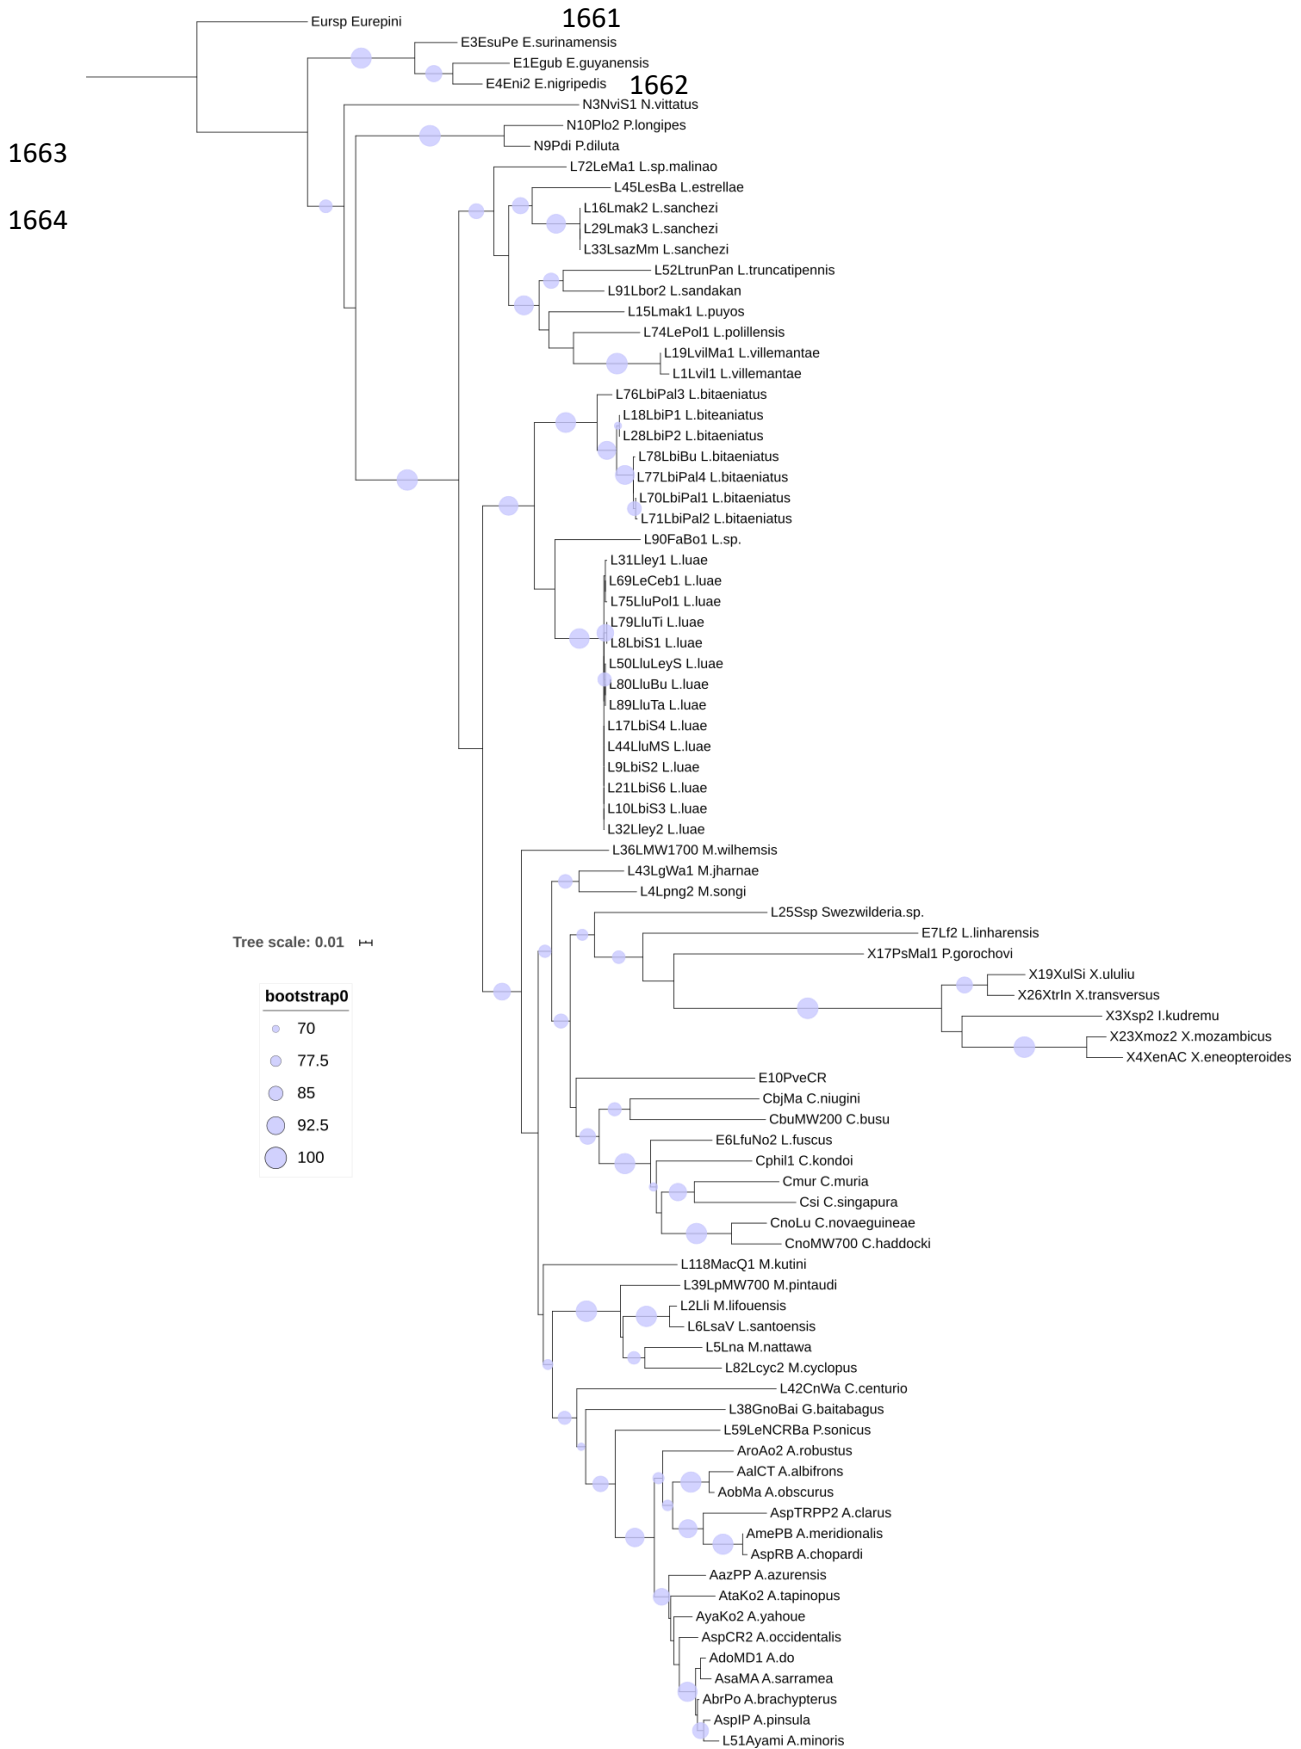 Eursp Eurepini
1661
E3EsuPe E.surinamensis
E1Egub E.guyanensis
E4Eni2 E.nigripedis
1662
N3NviS1 N.vittatus
N10Plo2 P.longipes
N9Pdi P.diluta
1663
L72LeMa1 L.sp.malinao
L45LesBa L.estrellae
L16Lmak2 L.sanchezi
1664
L29Lmak3 L.sanchezi
L33LsazMm L.sanchezi
L52LtrunPan L.truncatipennis
L91Lbor2 L.sandakan
L15Lmak1 L.puyos
L74LePol1 L.polillensis
L19LvilMa1 L.villemantae
L1Lvil1 L.villemantae
L76LbiPal3 L.bitaeniatus
L18LbiP1 L.biteaniatus
L28LbiP2 L.bitaeniatus
L78LbiBu L.bitaeniatus
L77LbiPal4 L.bitaeniatus
L70LbiPal1 L.bitaeniatus
L71LbiPal2 L.bitaeniatus
L90FaBo1 L.sp.
L31Lley1 L.luae
L69LeCeb1 L.luae
L75LluPol1 L.luae
L79LluTi L.luae
L8LbiS1 L.luae
L50LluLeyS L.luae
L80LluBu L.luae
L89LluTa L.luae
L17LbiS4 L.luae
L44LluMS L.luae
L9LbiS2 L.luae
L21LbiS6 L.luae
L10LbiS3 L.luae
L32Lley2 L.luae
L36LMW1700 M.wilhemsis
L43LgWa1 M.jharnae
L4Lpng2 M.songi
L25Ssp Swezwilderia.sp.
E7Lf2 L.linharensis
Tree scale: 0.01
X17PsMal1 P.gorochovi
X19XulSi X.ululiu
X26XtrIn X.transversus
X3Xsp2 I.kudremu
X23Xmoz2 X.mozambicus
X4XenAC X.eneopteroides
bootstrap0
70
77.5
85
92.5
100
E10PveCR
CbjMa C.niugini
CbuMW200 C.busu
E6LfuNo2 L.fuscus
Cphil1 C.kondoi
Cmur C.muria
Csi C.singapura
CnoLu C.novaeguineae
CnoMW700 C.haddocki
L118MacQ1 M.kutini
L39LpMW700 M.pintaudi
L2Lli M.lifouensis
L6LsaV L.santoensis
L5Lna M.nattawa
L82Lcyc2 M.cyclopus
L42CnWa C.centurio
L38GnoBai G.baitabagus
L59LeNCRBa P.sonicus
AroAo2 A.robustus
AalCT A.albifrons
AobMa A.obscurus
AspTRPP2 A.clarus
AmePB A.meridionalis
AspRB A.chopardi
AazPP A.azurensis
AtaKo2 A.tapinopus
AyaKo2 A.yahoue
AspCR2 A.occidentalis
AdoMD1 A.do
AsaMA A.sarramea
AbrPo A.brachypterus
AspIP A.pinsula
L51Ayami A.minoris